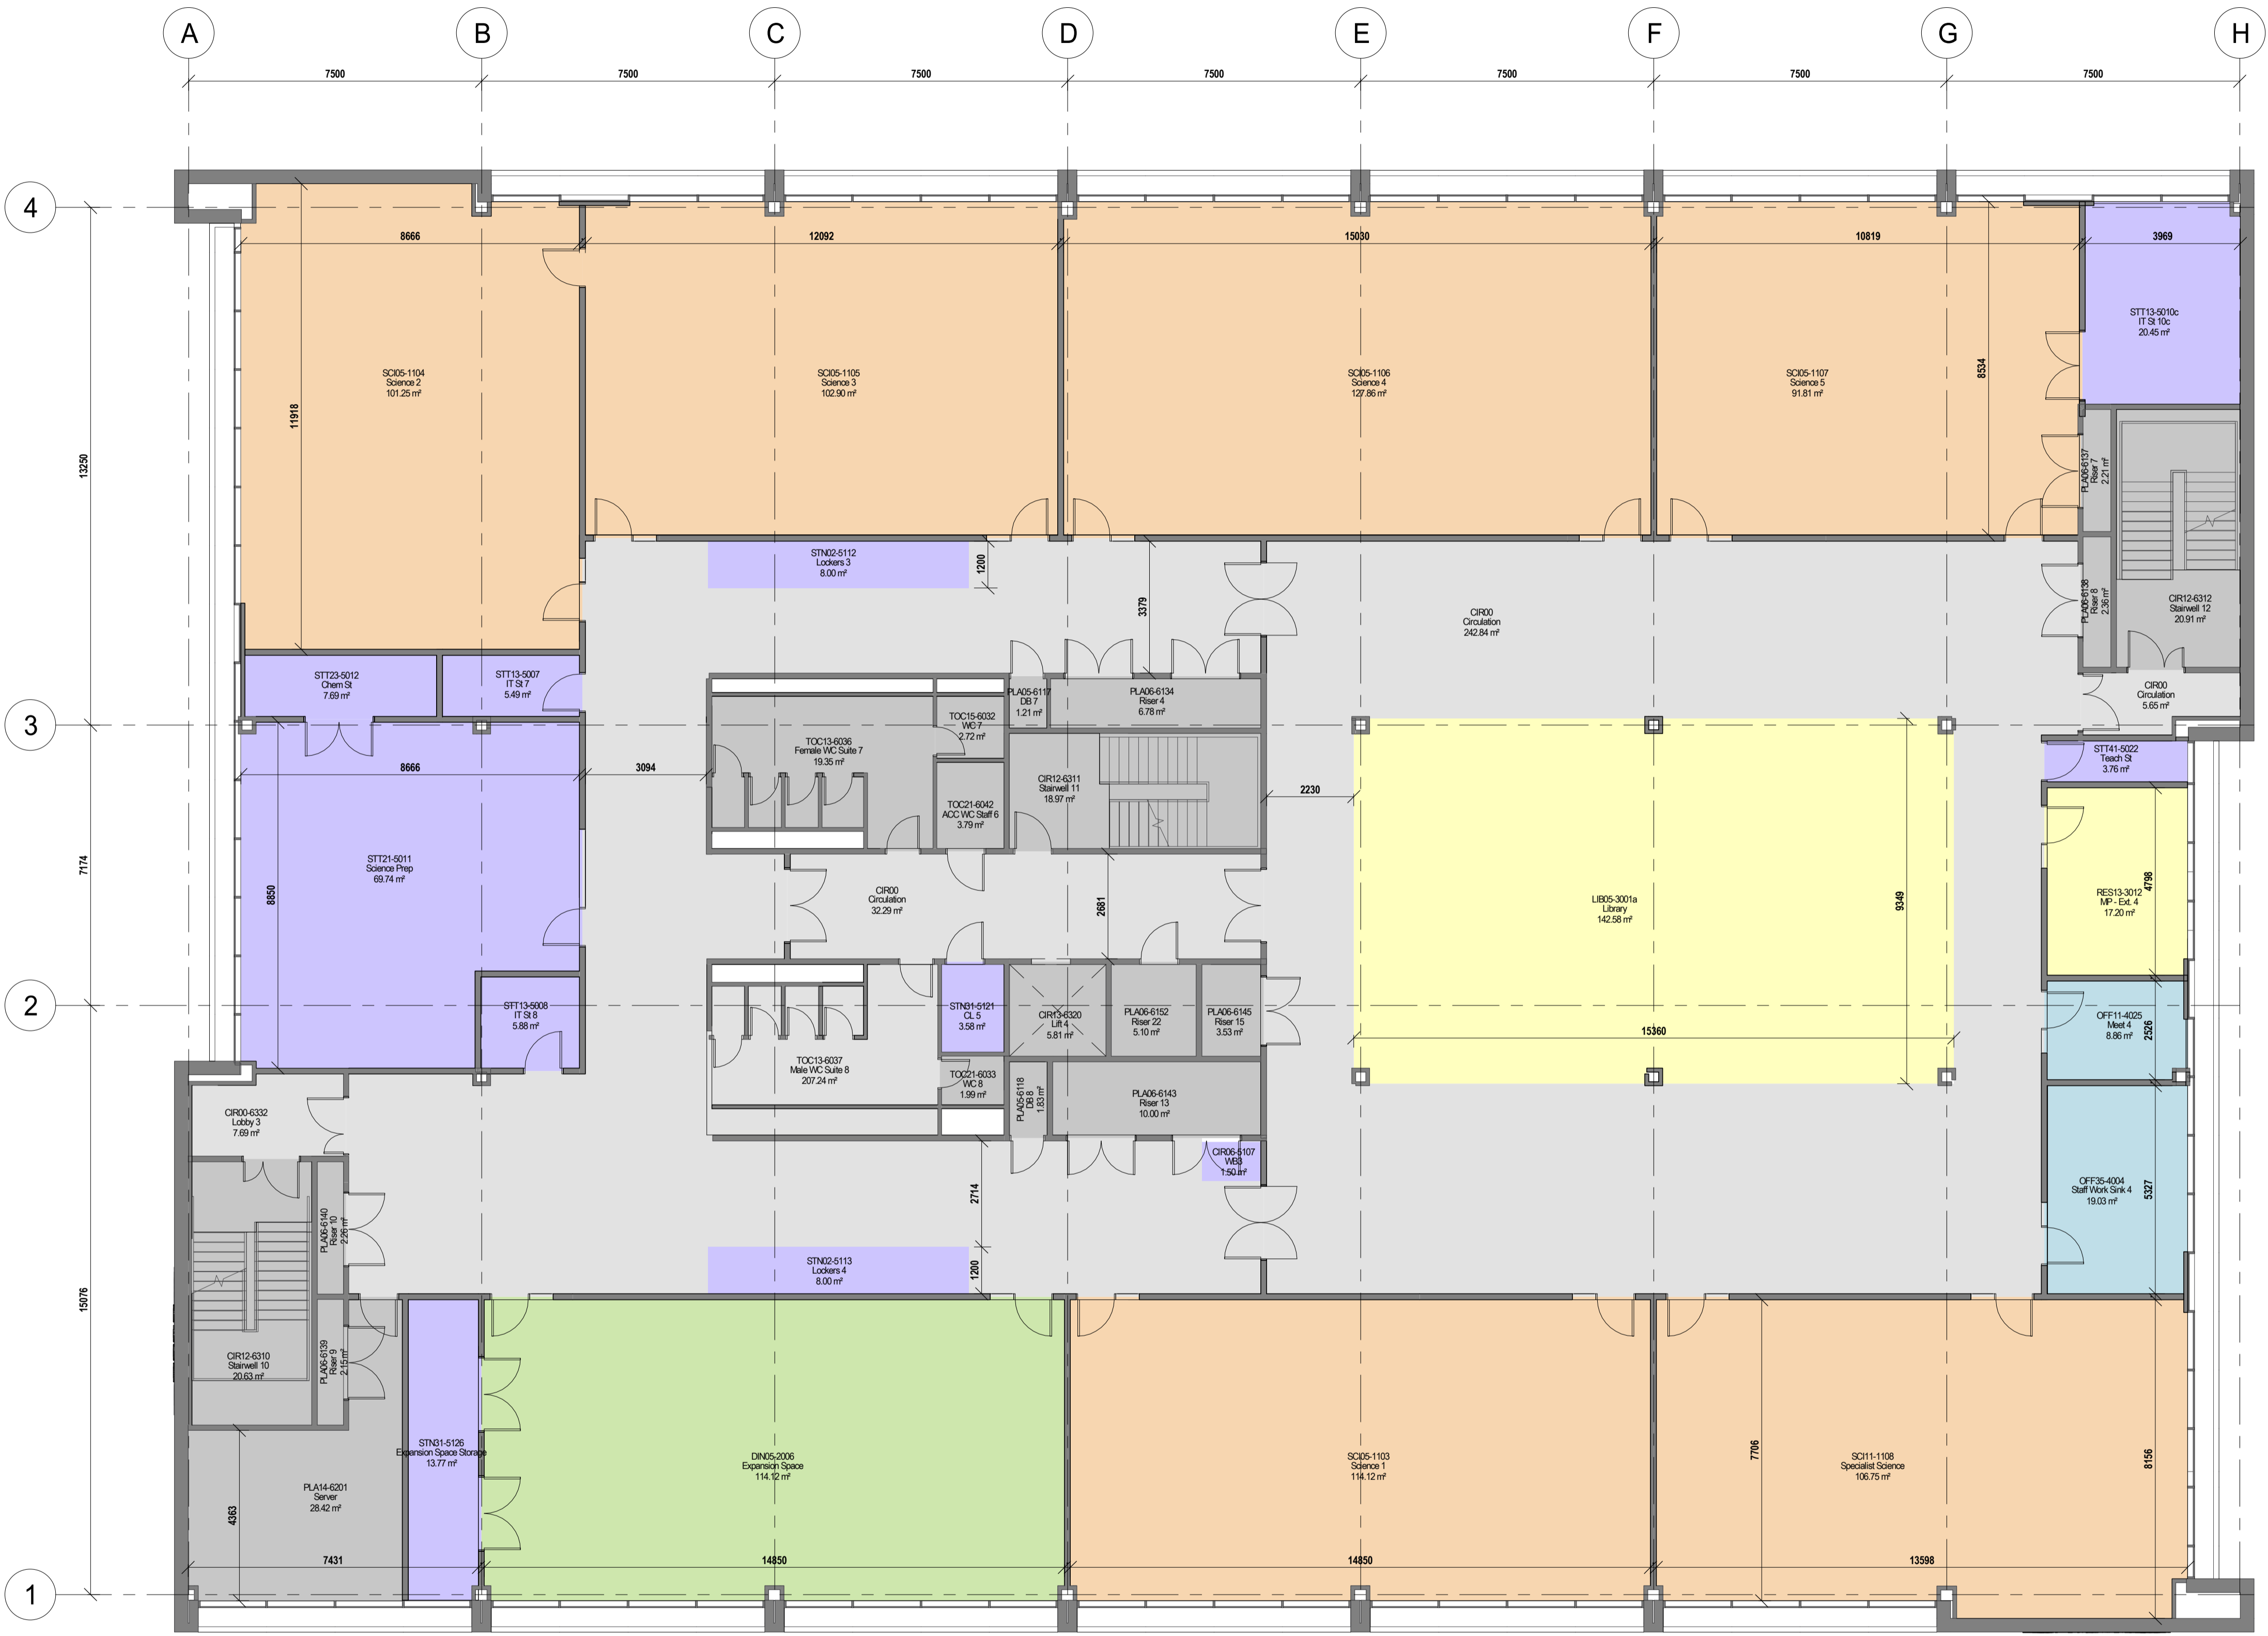 A
B
C
D
E
F
G
H
7500
7500
7500
7500
7500
7500
7500
4
3
2
1
13250
7174
15076
8666
12092
15030
10819
3969
11918
8534
SCI05-1104
Science 2
101.25 m²
SCI05-1105
Science 3
102.90 m²
SCI05-1106
Science 4
127.86 m²
SCI05-1107
Science 5
91.81 m²
STT13-5010c
IT St 10c
20.45 m²
PLA06-6137
Riser 7
2.21 m²
PLA06-6138
Riser 8
2.36 m²
CIR12-6312
Stairwell 12
20.91 m²
STN02-5112
Lockers 3
8.00 m²
1200
3379
CIR00
Circulation
242.84 m²
CIR00
Circulation
5.65 m²
STT23-5012
Chem St
7.69 m²
STT13-5007
IT St 7
5.49 m²
PLA05-6117
DB 7
1.21 m²
PLA06-6134
Riser 4
6.78 m²
TOC15-6032
WC 7
2.72 m²
TOC13-6036
Female WC Suite 7
19.35 m²
8666
3094
CIR12-6311
Stairwell 11
18.97 m²
2230
TOC21-6042
ACC WC Staff 6
3.79 m²
STT41-5022
Teach St
3.76 m²
STT21-5011
Science Prep
69.74 m²
8850
CIR00
Circulation
32.29 m²
2681
LIB05-3001a
Library
142.58 m²
9349
RES13-3012
MP - Ext. 4
17.20 m²
4798
STT13-5008
IT St 8
5.88 m²
STN31-5121
CL 5
3.58 m²
CIR13-6320
Lift 4
5.81 m²
PLA06-6152
Riser 22
5.10 m²
PLA06-6145
Riser 15
3.53 m²
15360
OFF11-4025
Meet 4
8.86 m²
2526
TOC13-6037
Male WC Suite 8
207.24 m²
TOC21-6033
WC 8
1.99 m²
PLA05-6118
DB 8
1.83 m²
PLA06-6143
Riser 13
10.00 m²
CIR00-6332
Lobby 3
7.69 m²
CIR06-5107
WB3
1.50 m²
OFF35-4004
Staff Work Sink 4
19.03 m²
5327
PLA06-6140
Riser 10
2.26 m²
2714
STN02-5113
Lockers 4
8.00 m²
1200
CIR12-6310
Stairwell 10
20.63 m²
PLA06-6139
Riser 9
2.15 m²
STN31-5126
Expansion Space Storage
13.77 m²
DIN05-2006
Expansion Space
114.12 m²
SCI05-1103
Science 1
114.12 m²
SCI11-1108
Specialist Science
106.75 m²
7706
8156
PLA14-6201
Server
28.42 m²
4363
7431
14850
14850
13598